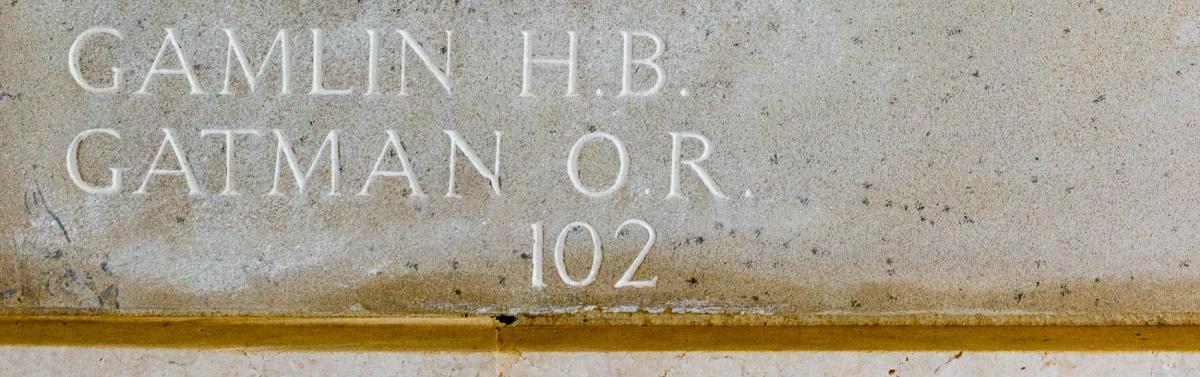 GAMLIN H.B.
GATMAN O.R.
102